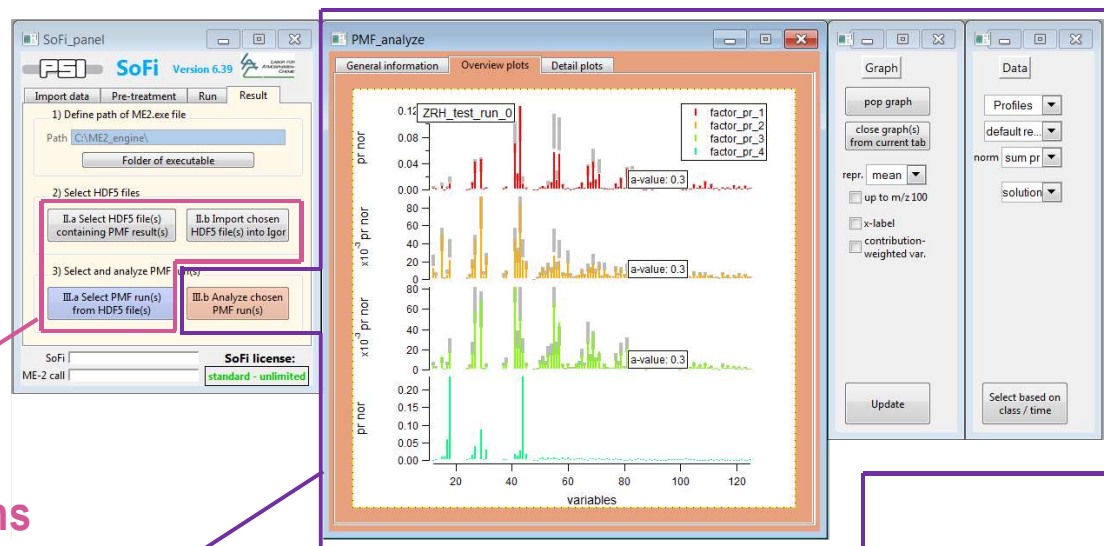 SoFi_panel
PSI SoFi Version 6.39 LABOR FOR
ATMOSPHÄREN-
CHEMIE
Import data Pre-treatment Run Result
1) Define path of ME2.exe file
Path C:\ME2_engine\
Folder of executable
2) Select HDF5 files
II.a Select HDF5 file(s)
containing PMF result(s)
II.b Import chosen
HDF5 file(s) into Igor
3) Select and analyze PMF run(s)
III.a Select PMF run(s)
from HDF5 file(s)
III.b Analyze chosen
PMF run(s)
SoFi
SoFi license:
ME-2 call
standard - unlimited
ns
PMF_analyze
General information Overview plots Detail plots
ZRH_test_run_0
factor_pr_1
factor_pr_2
factor_pr_3
factor_pr_4
pr nor
0.12
0.08
0.04
0.00
a-value: 0.3
x10⁻³ pr nor
80
60
40
20
0
a-value: 0.3
x10⁻³ pr nor
80
60
40
20
0
a-value: 0.3
pr nor
0.20
0.15
0.10
0.05
0.00
20 40 60 80 100 120
variables
Graph
pop graph
close graph(s)
from current tab
repr. mean
up to m/z 100
x-label
contribution-
weighted var.
Update
Data
Profiles
default re...
norm sum pr
solution
Select based on
class / time